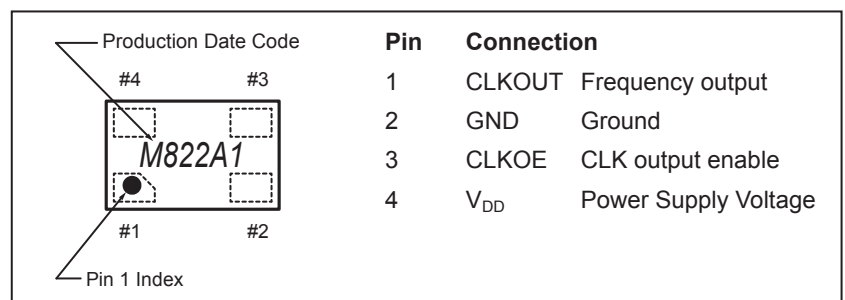 Production Date Code
#4 #3
M822A1
#1 #2
Pin 1 Index
Pin Connection
1 CLKOUT Frequency output
2 GND Ground
3 CLKOE CLK output enable
4 VDD Power Supply Voltage